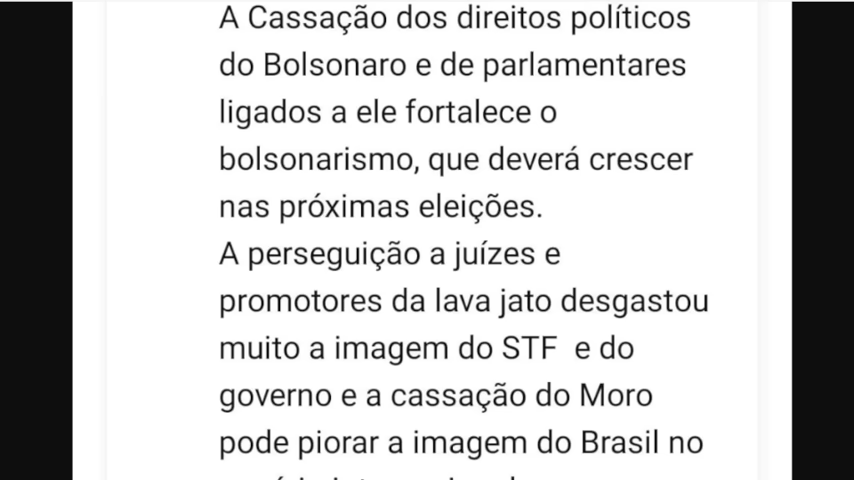 A Cassação dos direitos políticos
do Bolsonaro e de parlamentares
ligados a ele fortalece o
bolsonarismo, que deverá crescer
nas próximas eleições.
A perseguição a juízes e
promotores da lava jato desgastou
muito a imagem do STF e do
governo e a cassação do Moro
pode piorar a imagem do Brasil no